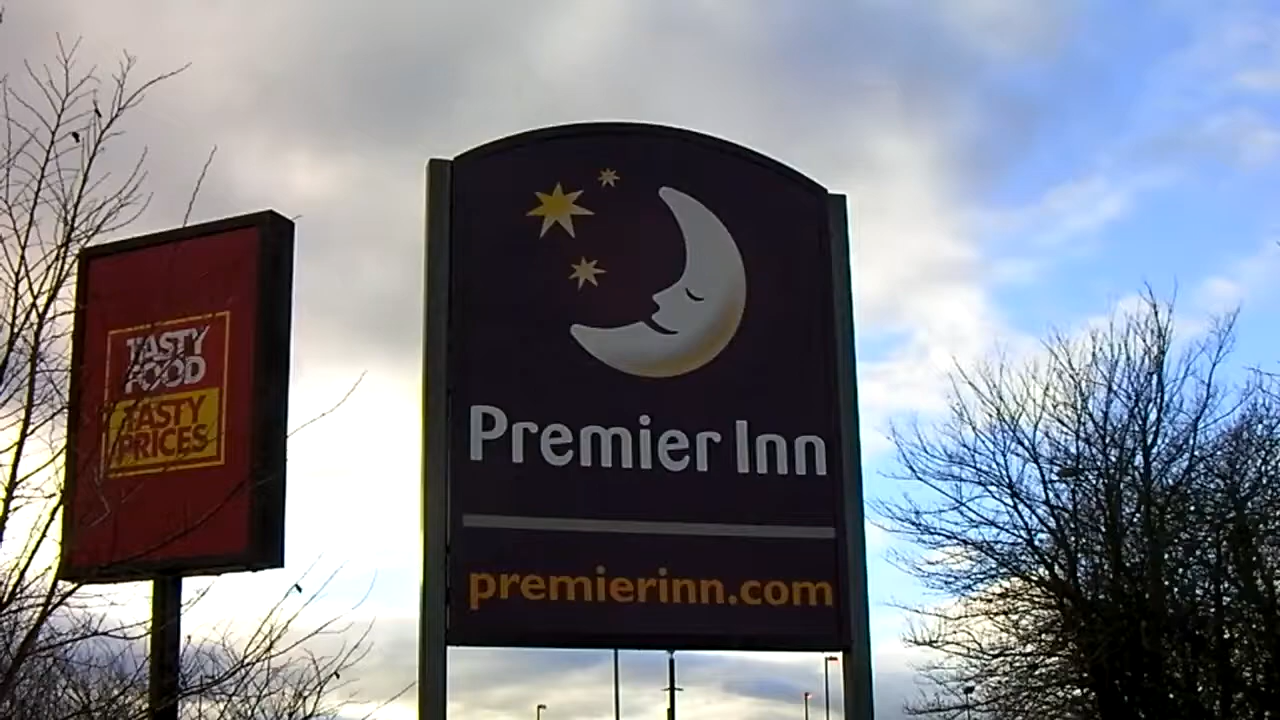 TASTY
FOOD
TASTY
PRICES
Premier Inn
premierinn.com